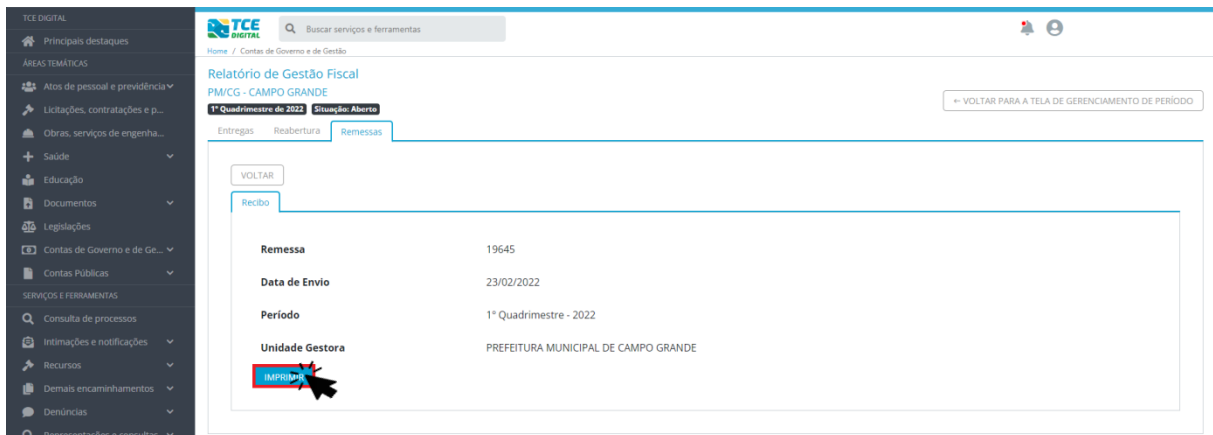 TCE DIGITAL
Principais destaques
ÁREAS TEMÁTICAS
Atos de pessoal e previdência
Licitações, contratações e p...
Obras, serviços de engenha...
Saúde
Educação
Documentos
Legislações
Contas de Governo e de Ge...
Contas Públicas
SERVIÇOS E FERRAMENTAS
Consulta de processos
Intimações e notificações
Recursos
Demais encaminhamentos
Denúncias
Representações e consultas
TCE
DIGITAL
Buscar serviços e ferramentas
Home / Contas de Governo e de Gestão
Relatório de Gestão Fiscal
PM/CG - CAMPO GRANDE
1º Quadrimestre de 2022 Situação: Aberto
← VOLTAR PARA A TELA DE GERENCIAMENTO DE PERÍODO
Entregas Reabertura Remessas
VOLTAR
Recibo
Remessa 19645
Data de Envio 23/02/2022
Período 1º Quadrimestre - 2022
Unidade Gestora PREFEITURA MUNICIPAL DE CAMPO GRANDE
IMPRIMIR